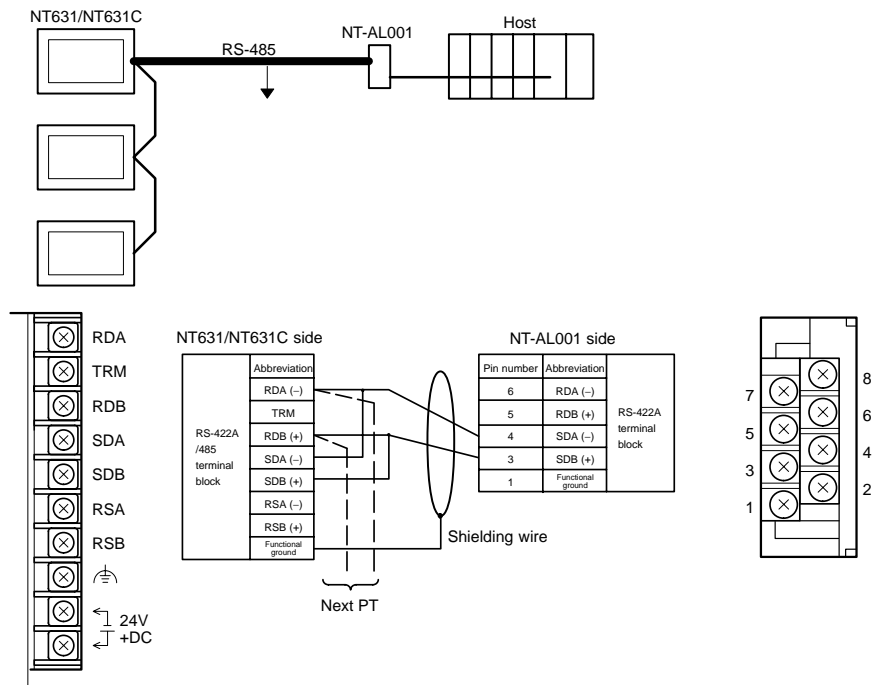 NT631/NT631C
RS-485
NT-AL001
Host
RDA
TRM
RDB
SDA
SDB
RSA
RSB
24V
+DC
NT631/NT631C side
RS-422A
/485
terminal
block
Abbreviation
RDA (−)
TRM
RDB (+)
SDA (−)
SDB (+)
RSA (−)
RSB (+)
Functional
ground
Next PT
Shielding wire
NT-AL001 side
Pin number Abbreviation
6 RDA (−)
5 RDB (+)
4 SDA (−)
3 SDB (+)
1 Functional
ground
RS-422A
terminal
block
7
5
3
1
8
6
4
2